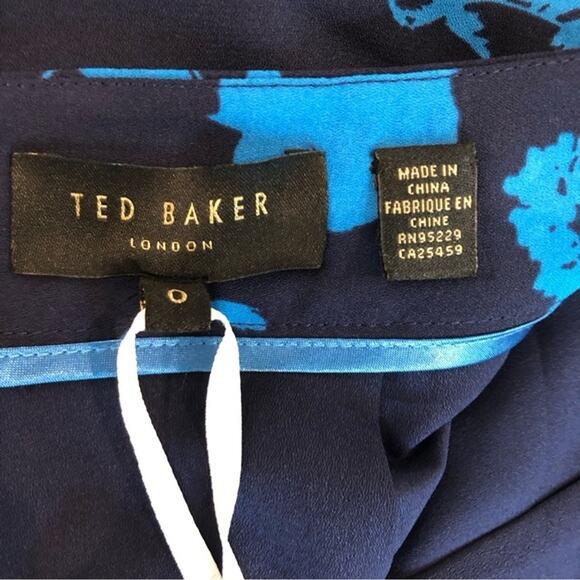 TED BAKER
LONDON
0
MADE IN
CHINA
FABRIQUE EN
CHINE
RN95229
CA25459